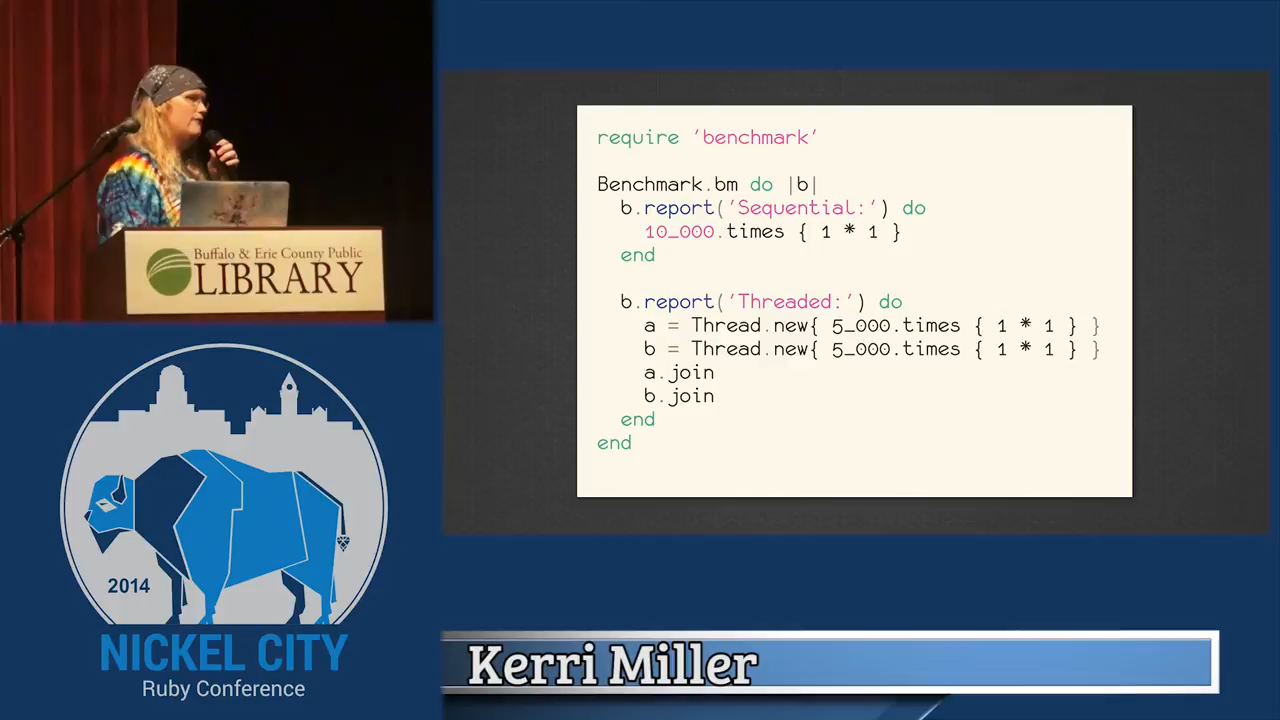 Buffalo & Erie County Public
LIBRARY
require 'benchmark'
Benchmark.bm do |b|
b.report('Sequential:') do
10_000.times { 1 * 1 }
end
b.report('Threaded:') do
a = Thread.new{ 5_000.times { 1 * 1 } }
b = Thread.new{ 5_000.times { 1 * 1 } }
a.join
b.join
end
end
2014
NICKEL CITY
Ruby Conference
Kerri Miller